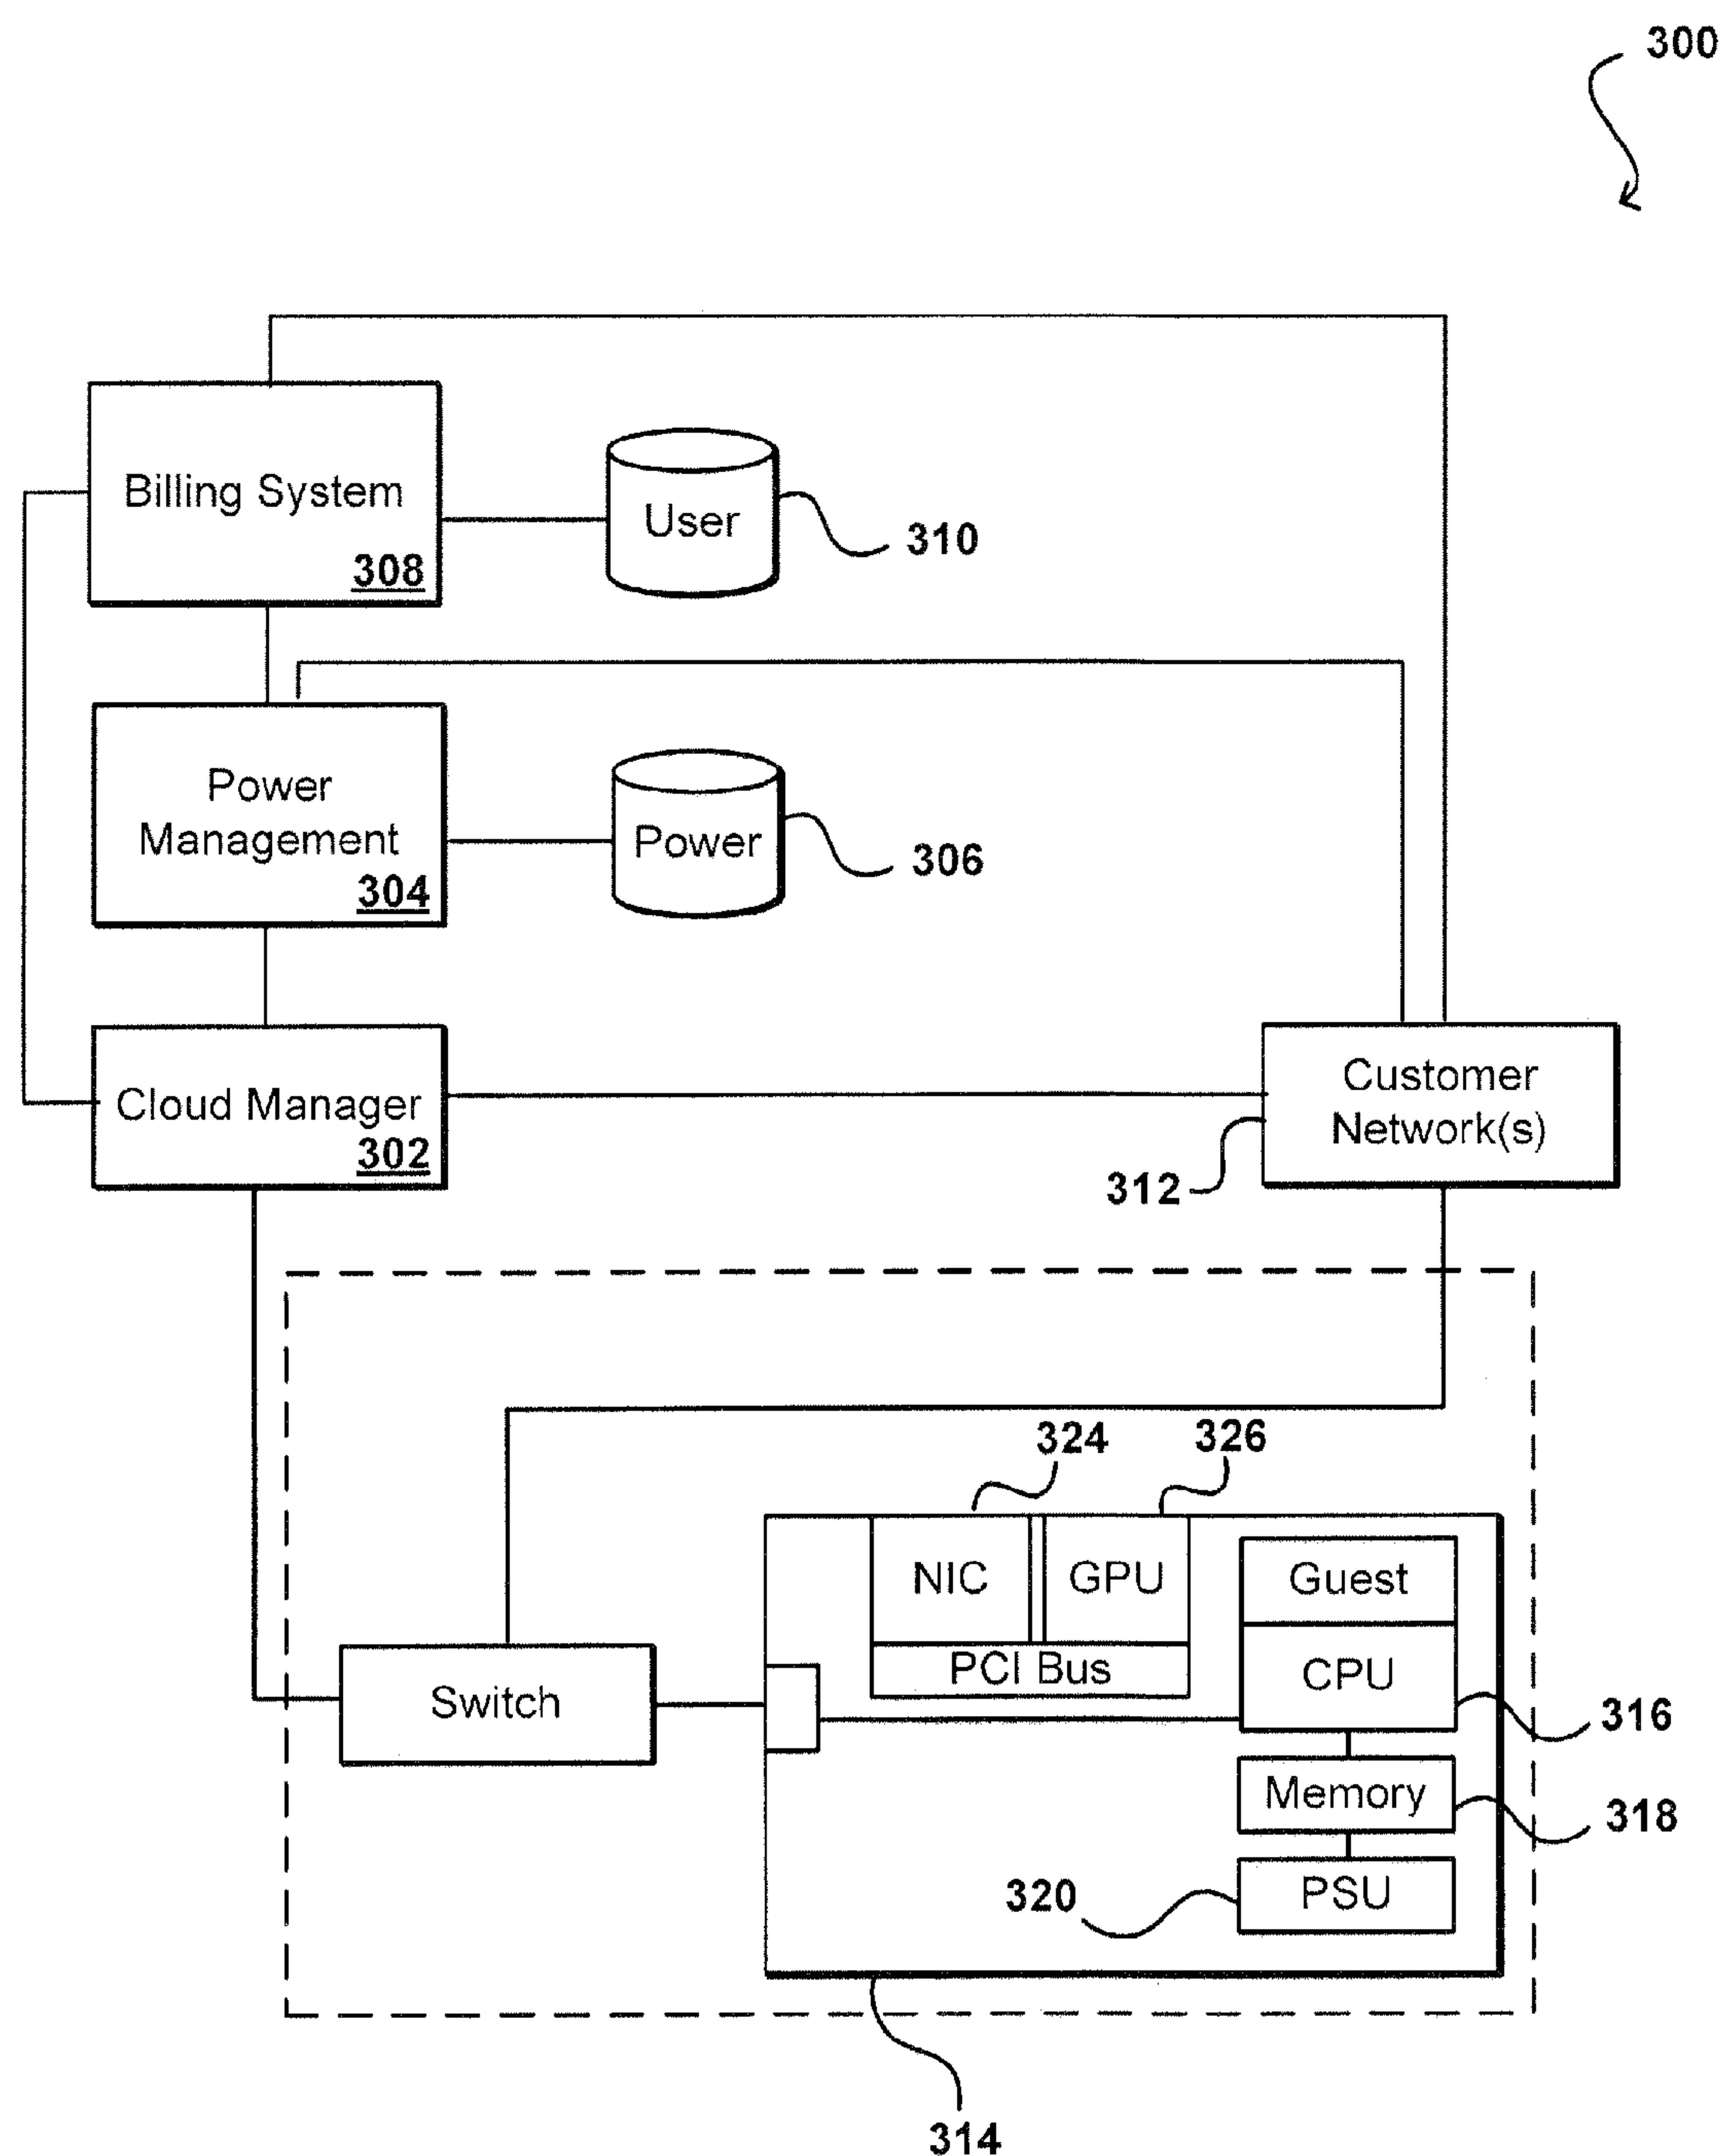 300
Billing System
308
User
310
Power
Management
304
Power
306
Cloud Manager
302
Customer
Network(s)
312
324
326
NIC
GPU
PCI Bus
Guest
CPU
316
Switch
Memory
318
PSU
320
314